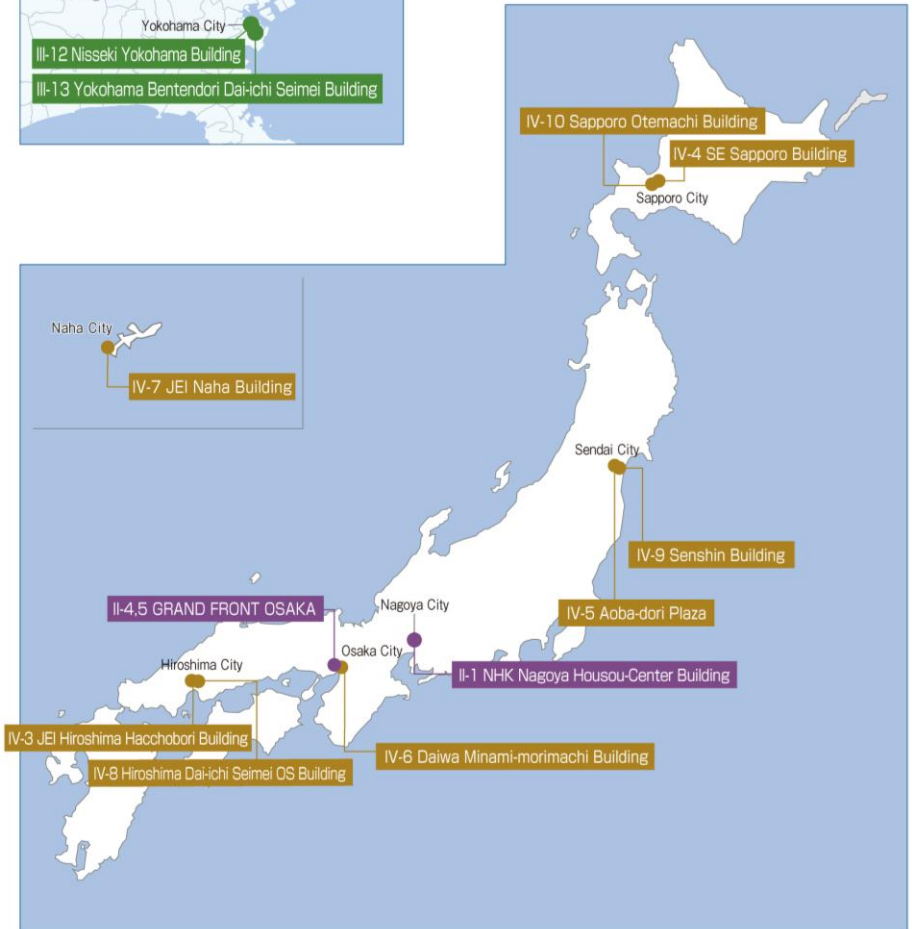 Yokohama City
III-12 Nisseki Yokohama Building
III-13 Yokohama Bentendori Dai-ichi Seimei Building
IV-10 Sapporo Otemachi Building
IV-4 SE Sapporo Building
Sapporo City
Naha City
IV-7 JEI Naha Building
Sendai City
IV-9 Senshin Building
IV-5 Aoba-dori Plaza
II-4,5 GRAND FRONT OSAKA
Nagoya City
Osaka City
Hiroshima City
II-1 NHK Nagoya Housou-Center Building
IV-3 JEI Hiroshima Hacchobori Building
IV-6 Daiwa Minami-morimachi Building
IV-8 Hiroshima Dai-ichi Seimei OS Building